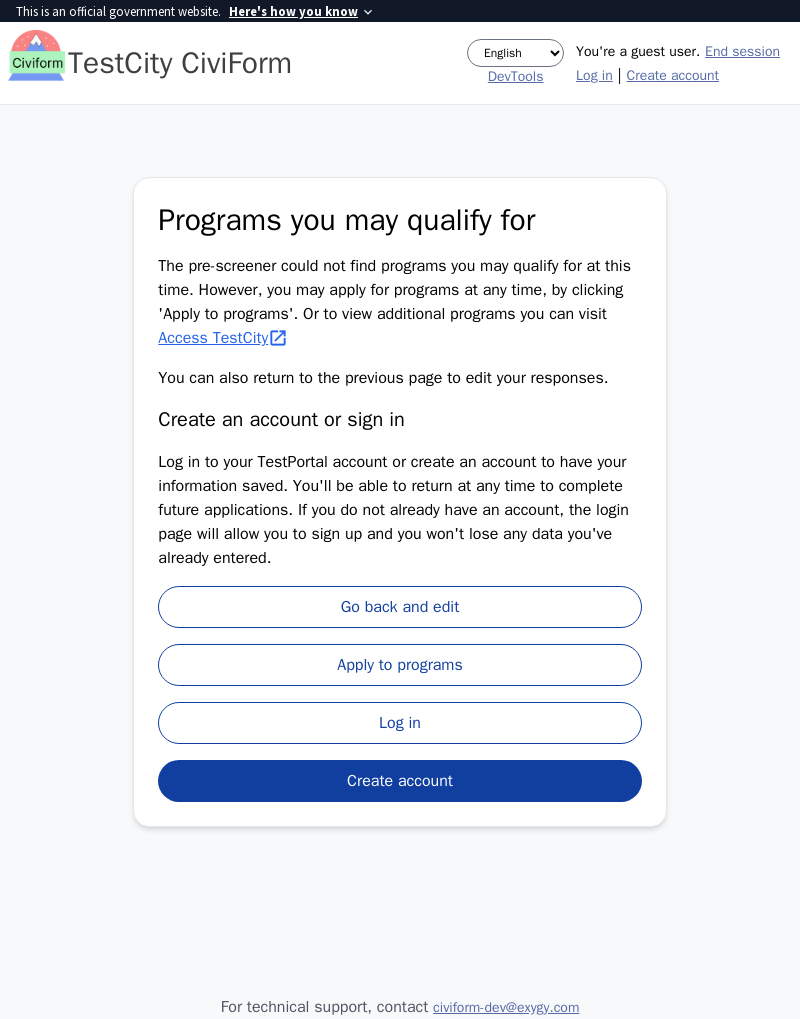 This is an official government website. Here's how you know
Civiform
TestCity CiviForm
English
You're a guest user. End session
DevTools
Log in | Create account
Programs you may qualify for
The pre-screener could not find programs you may qualify for at this
time. However, you may apply for programs at any time, by clicking
'Apply to programs'. Or to view additional programs you can visit
Access TestCity
You can also return to the previous page to edit your responses.
Create an account or sign in
Log in to your TestPortal account or create an account to have your
information saved. You'll be able to return at any time to complete
future applications. If you do not already have an account, the login
page will allow you to sign up and you won't lose any data you've
already entered.
Go back and edit
Apply to programs
Log in
Create account
For technical support, contact civiform-dev@exygy.com